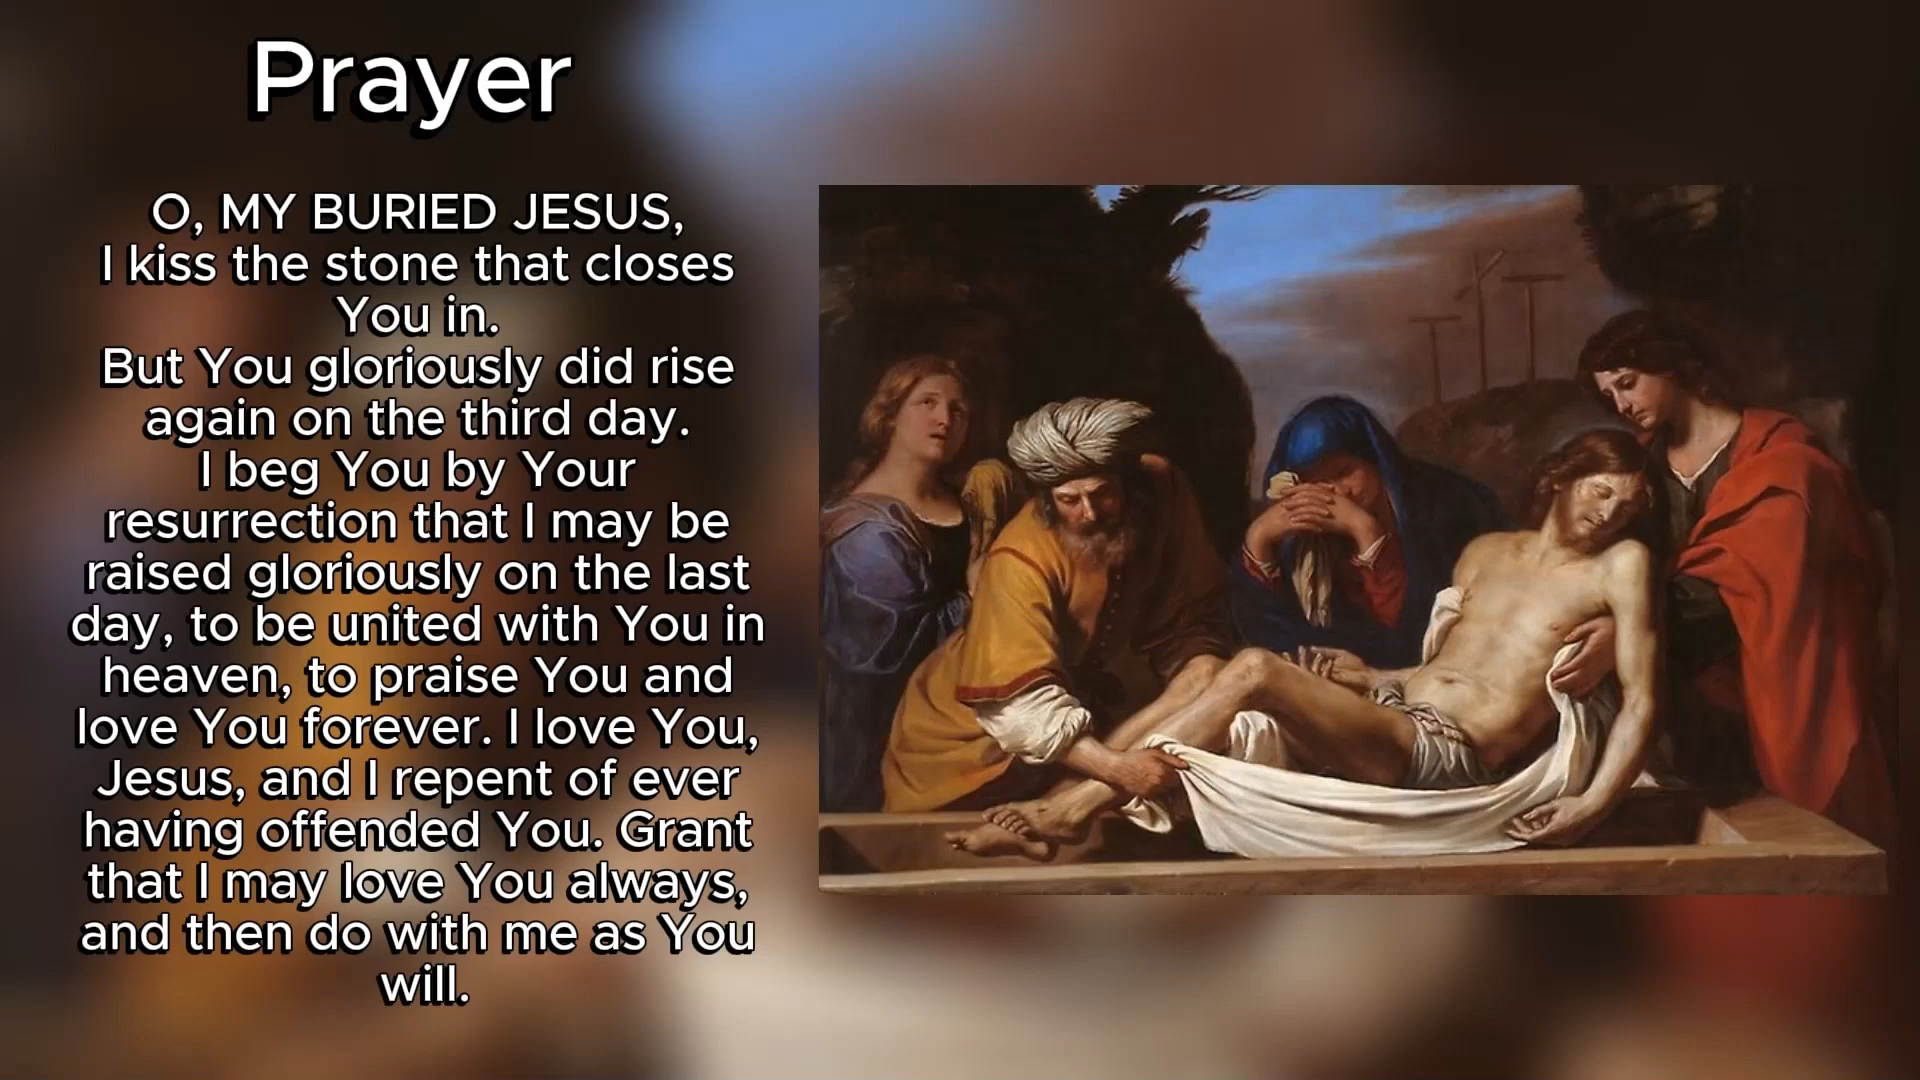 Prayer
O, MY BURIED JESUS,
I kiss the stone that closes
You in.
But You gloriously did rise
again on the third day.
I beg You by Your
resurrection that I may be
raised gloriously on the last
day, to be united with You in
heaven, to praise You and
love You forever. I love You,
Jesus, and I repent of ever
having offended You. Grant
that I may love You always,
and then do with me as You
will.